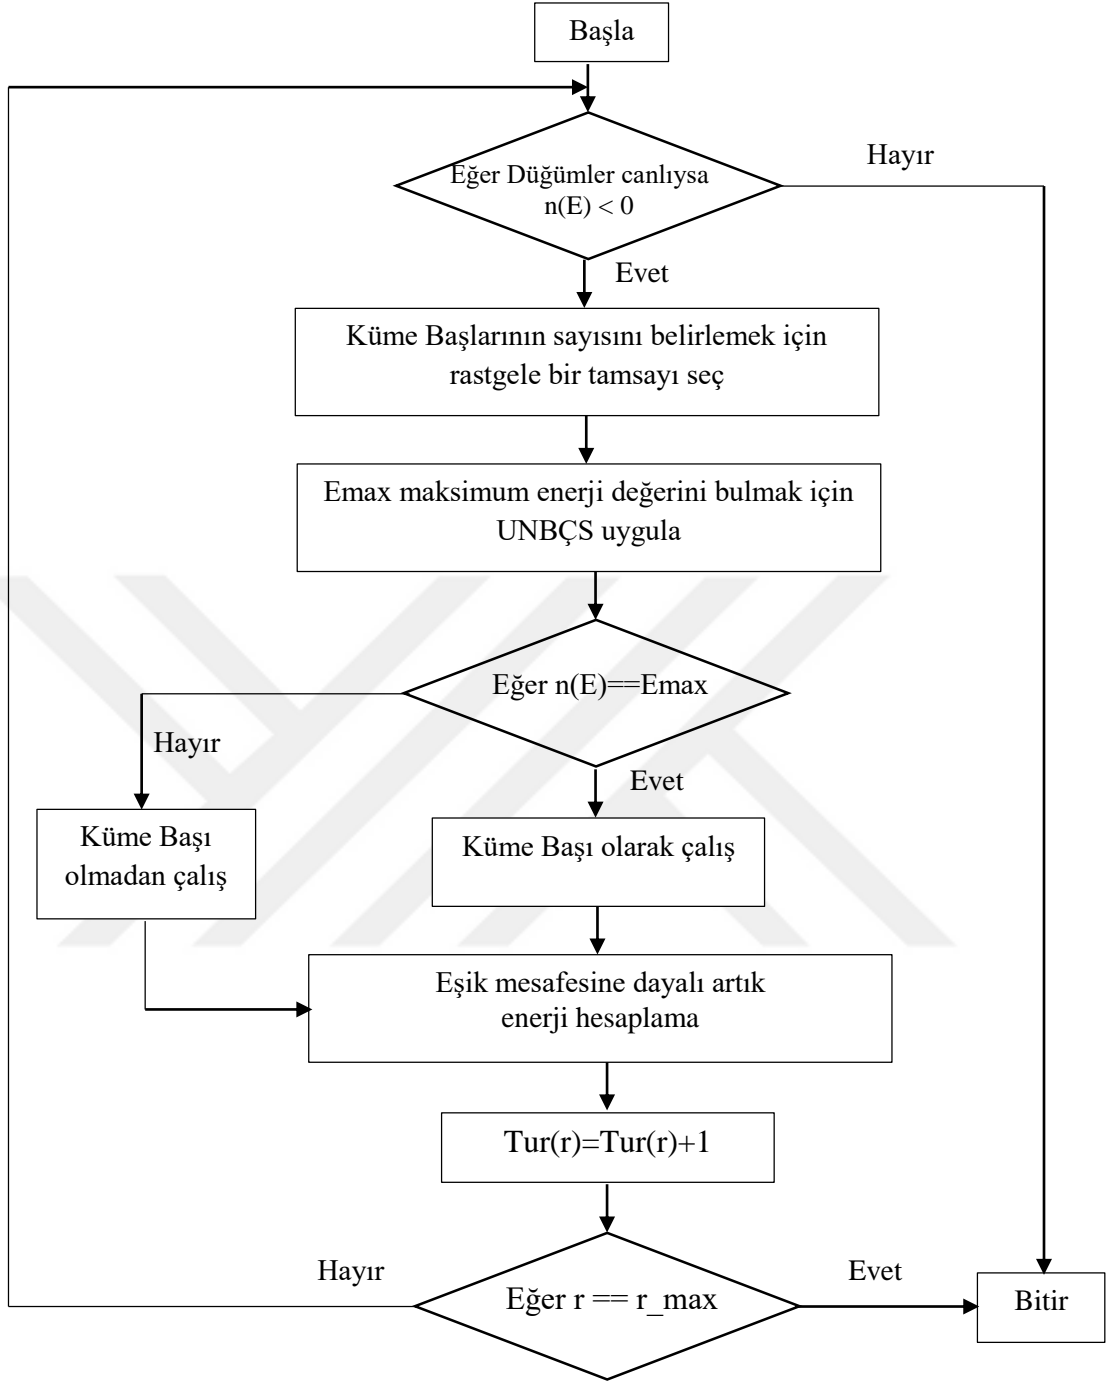 Başla
Eğer Düğümler canlıysa
n(E) < 0
Hayır
Evet
Küme Başlarının sayısını belirlemek için
rastgele bir tamsayı seç
Emax maksimum enerji değerini bulmak için
UNBÇS uygula
Eğer n(E)==Emax
Hayır
Evet
Küme Başı
olmadan çalış
Küme Başı olarak çalış
Eşik mesafesine dayalı artık
enerji hesaplama
Tur(r)=Tur(r)+1
Eğer r == r_max
Hayır
Evet
Bitir